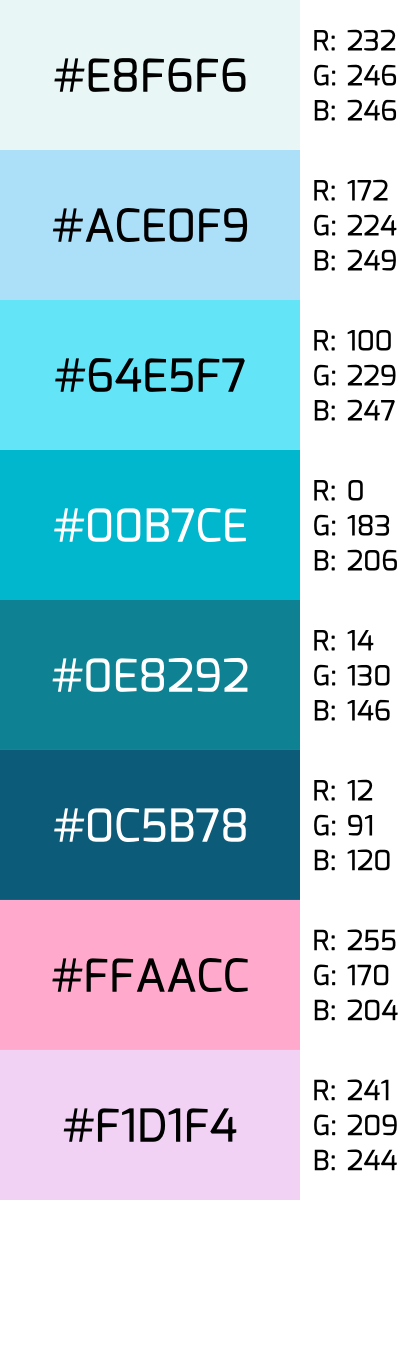 #E8F6F6
R: 232
G: 246
B: 246
#ACE0F9
R: 172
G: 224
B: 249
#64E5F7
R: 100
G: 229
B: 247
#00B7CE
R: 0
G: 183
B: 206
#0E8292
R: 14
G: 130
B: 146
#0C5B78
R: 12
G: 91
B: 120
#FFAACC
R: 255
G: 170
B: 204
#F1D1F4
R: 241
G: 209
B: 244